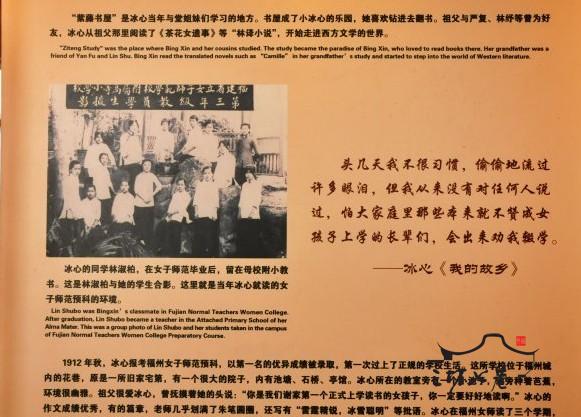 "紫藤书屋"是冰心当年与堂姐妹们学习的地方。书屋成了小冰心的乐园，她喜欢钻进去翻书。祖父与严复、林纾等曾为好
友，冰心从祖父那里阅读了《茶花女遗事》等"林译小说"，开始走进西方文学的世界。
"Ziteng Study" was the place where Bing Xin and her cousins studied. The study became the paradise of Bing Xin, who loved to read books there. Her grandfather was a
friend of Yan Fu and Lin Shu. Bing Xin read the translated novels such as "Camille" in her grandfather's study and started to step into the world of Western literature.
头几天我不很习惯，偷偷地流过
许多眼泪，但我从来没有对任何人说
过，怕大家庭里那些本来就不赞成女
孩子上学的长辈们，会出来劝我辍学。
——冰心《我的故乡》
冰心的同学林淑柏，在女子师范毕业后，留在母校附小教
书。这是林淑柏与她的学生合影。这里就是当年冰心就读的女
子师范预科的环境。
Lin Shubo was Bingxin's classmate in Fujian Normal Teachers Women College.
After graduation, Lin Shubo became a teacher in the Attached Primary School of her
Alma Mater. This was a group photo of Lin Shubo and her students taken in the campus
of Fujian Normal Teachers Women College Preparatory Course.
1912年秋，冰心报考福州女子师范预科，以第一名的优异成绩被录取，第一次过上了正规的学校生活。这所学校位于福州城
内的花巷，原是一所旧家宅第，有一个很大的院子，内有池塘、石桥、亭馆。冰心所在的教室旁
环境很幽雅。祖父很爱冰心，曾抚摸着她的头说："你是我们谢家第一个正式上学读书的女孩子，你一定要好好地读啊。"冰心的
作文成绩优秀，有的篇章，老师几乎划满了朱笔圆圈，还写有"雷霆精锐，冰雪聪明"等批语。冰心在福州女师读了三个学期，